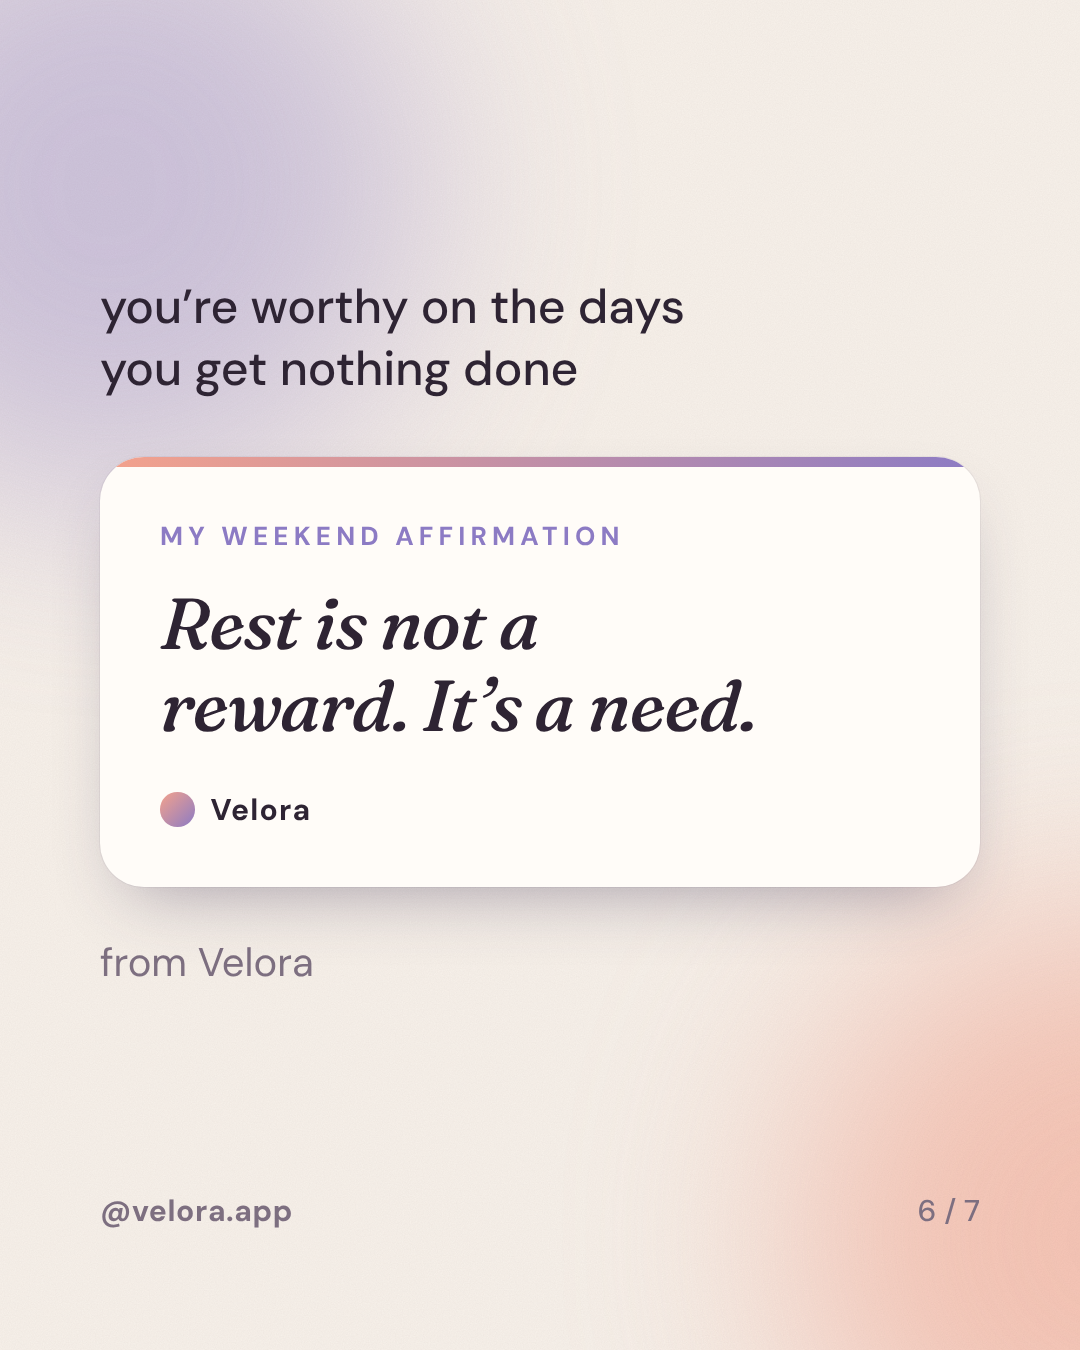 you’re worthy on the days
you get nothing done
MY WEEKEND AFFIRMATION
Rest is not a
reward. It’s a need.
Velora
from Velora
@velora.app
6 / 7